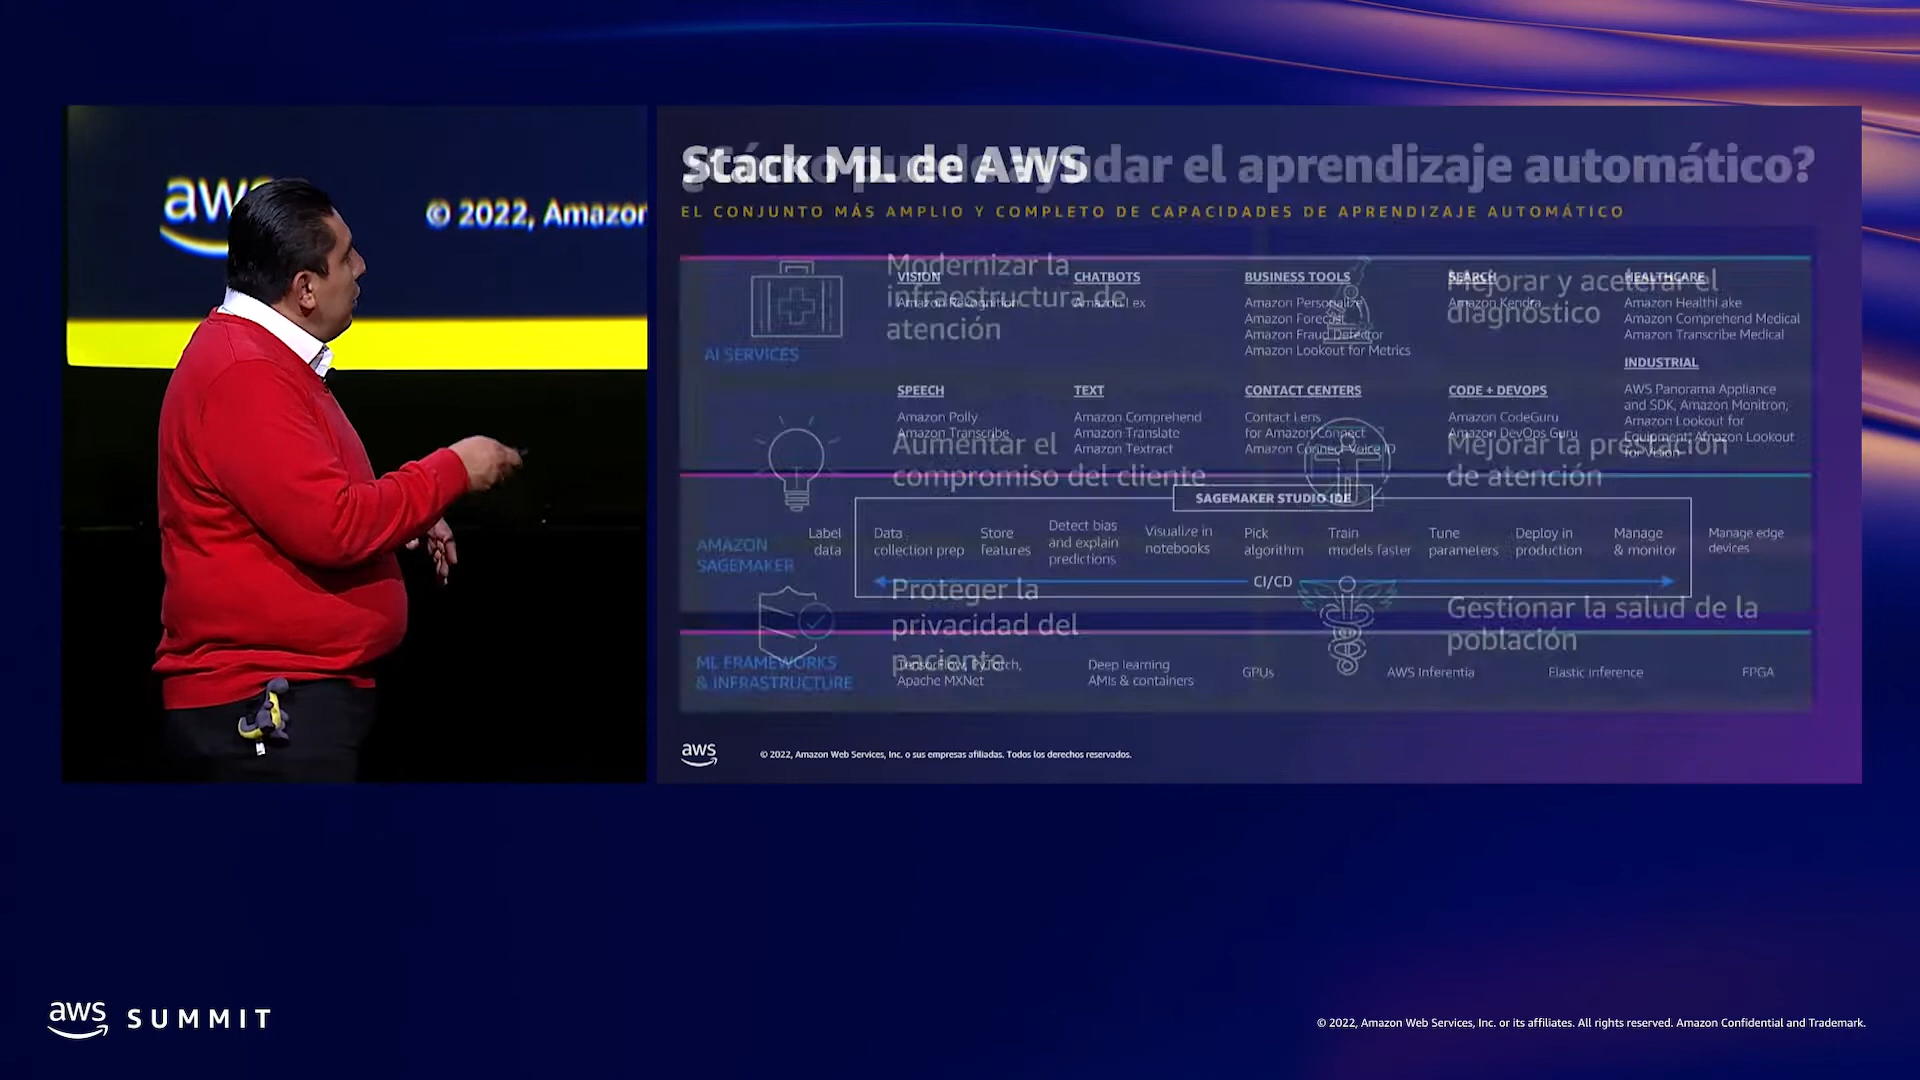 aws
© 2022, Amazon
Stack ML de AWS
ayudar el aprendizaje automático?
EL CONJUNTO MÁS AMPLIO Y COMPLETO DE CAPACIDADES DE APRENDIZAJE AUTOMÁTICO
Modernizar la
infraestructura de
atención
Mejorar y acelerar el
diagnóstico
Aumentar el
compromiso del cliente
Mejorar la prestación
de atención
Proteger la
privacidad del
paciente
Gestionar la salud de la
población
AI SERVICES
VISION
Amazon Rekognition
CHATBOTS
Amazon Lex
BUSINESS TOOLS
Amazon Personalize
Amazon Forecast
Amazon Fraud Detector
Amazon Lookout for Metrics
SEARCH
Amazon Kendra
HEALTHCARE
Amazon HealthLake
Amazon Comprehend Medical
Amazon Transcribe Medical
INDUSTRIAL
AWS Panorama Appliance
and SDK, Amazon Monitron,
Amazon Lookout for
Equipment, Amazon Lookout
for Vision
SPEECH
Amazon Polly
Amazon Transcribe
TEXT
Amazon Comprehend
Amazon Translate
Amazon Textract
CONTACT CENTERS
Contact Lens
for Amazon Connect
Amazon Connect Voice ID
CODE + DEVOPS
Amazon CodeGuru
Amazon DevOps Guru
AMAZON
SAGEMAKER
SAGEMAKER STUDIO IDE
Label
data
Data
collection prep
Store
features
Detect bias
and explain
predictions
Visualize in
notebooks
Pick
algorithm
Train
models faster
Tune
parameters
Deploy in
production
Manage
& monitor
Manage edge
devices
CI/CD
ML FRAMEWORKS
& INFRASTRUCTURE
TensorFlow, PyTorch,
Apache MXNet
Deep learning
AMIs & containers
GPUs
AWS Inferentia
Elastic inference
FPGA
aws
© 2022, Amazon Web Services, Inc. o sus empresas afiliadas. Todos los derechos reservados.
aws SUMMIT
© 2022, Amazon Web Services, Inc. or its affiliates. All rights reserved. Amazon Confidential and Trademark.